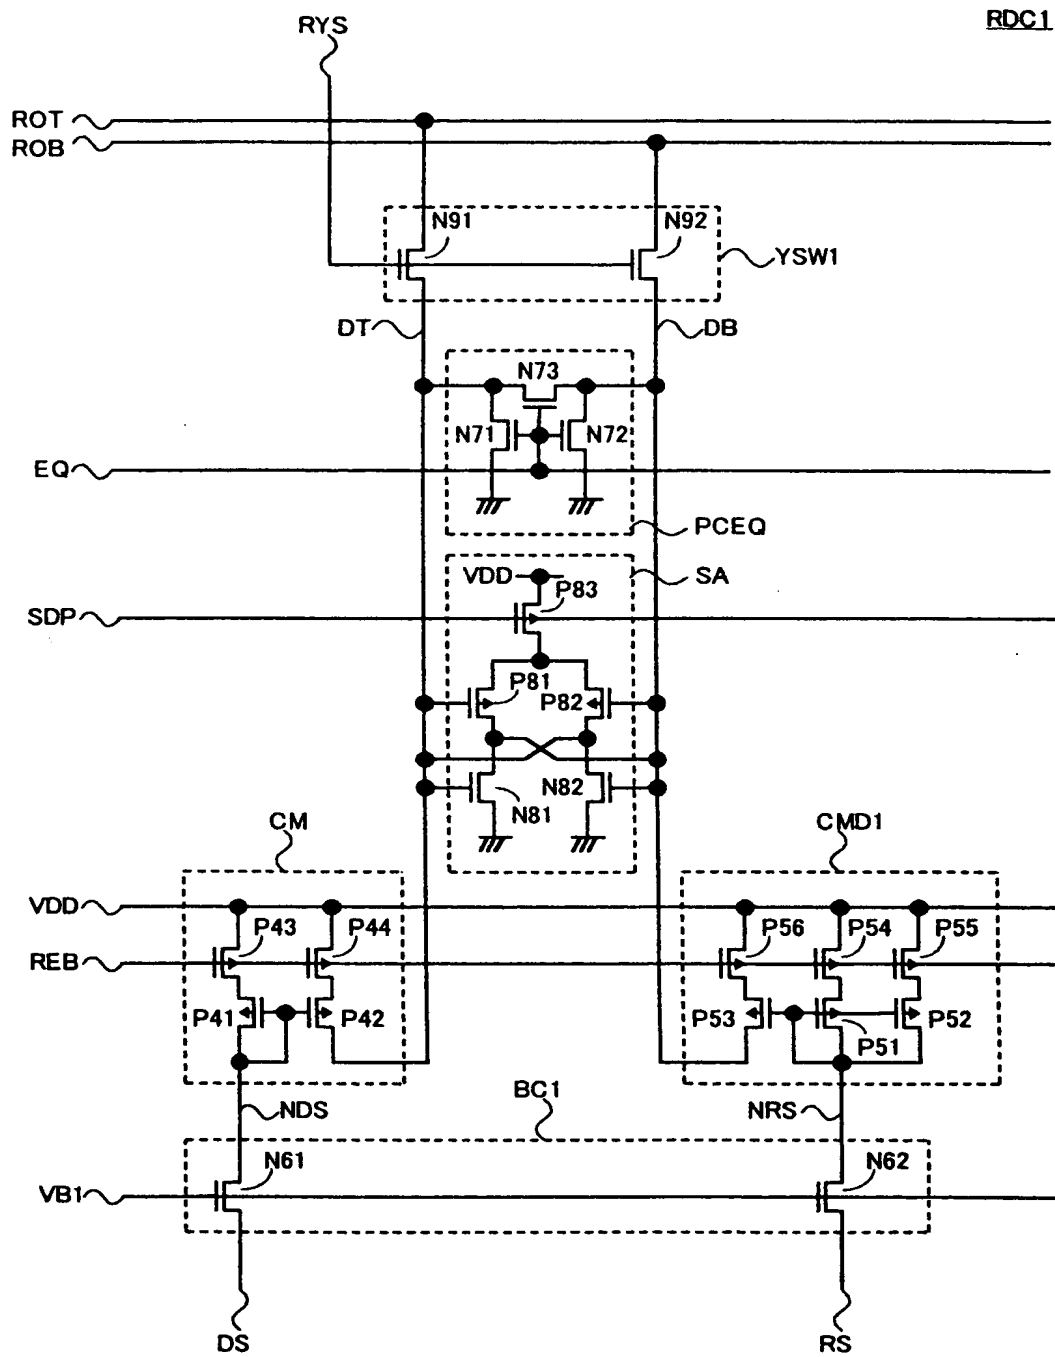 RDC1
RYS
ROT
ROB
N91
N92
YSW1
DT
DB
N73
N71
N72
EQ
PCEQ
VDD
SA
P83
SDP
P81
P82
N82
N81
CM
CMD1
VDD
P43
P44
P56
P54
P55
REB
P41
P42
P53
P52
P51
BC1
NDS
NRS
N61
N62
VB1
DS
RS